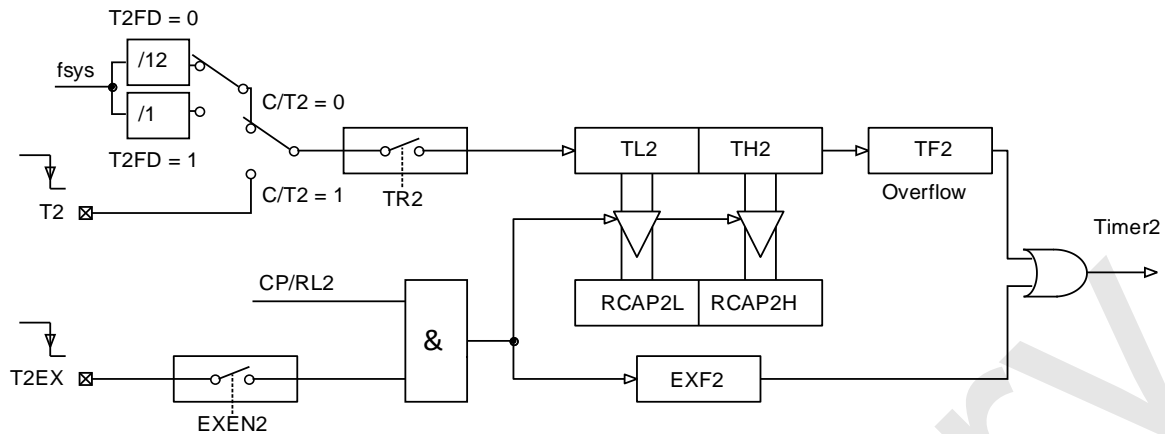 T2FD = 0
/12
fsys
/1
T2FD = 1
C/T2 = 0
C/T2 = 1
T2
TR2
TL2
TH2
TF2
Overflow
Timer2
CP/RL2
&
RCAP2L
RCAP2H
T2EX
EXEN2
EXF2